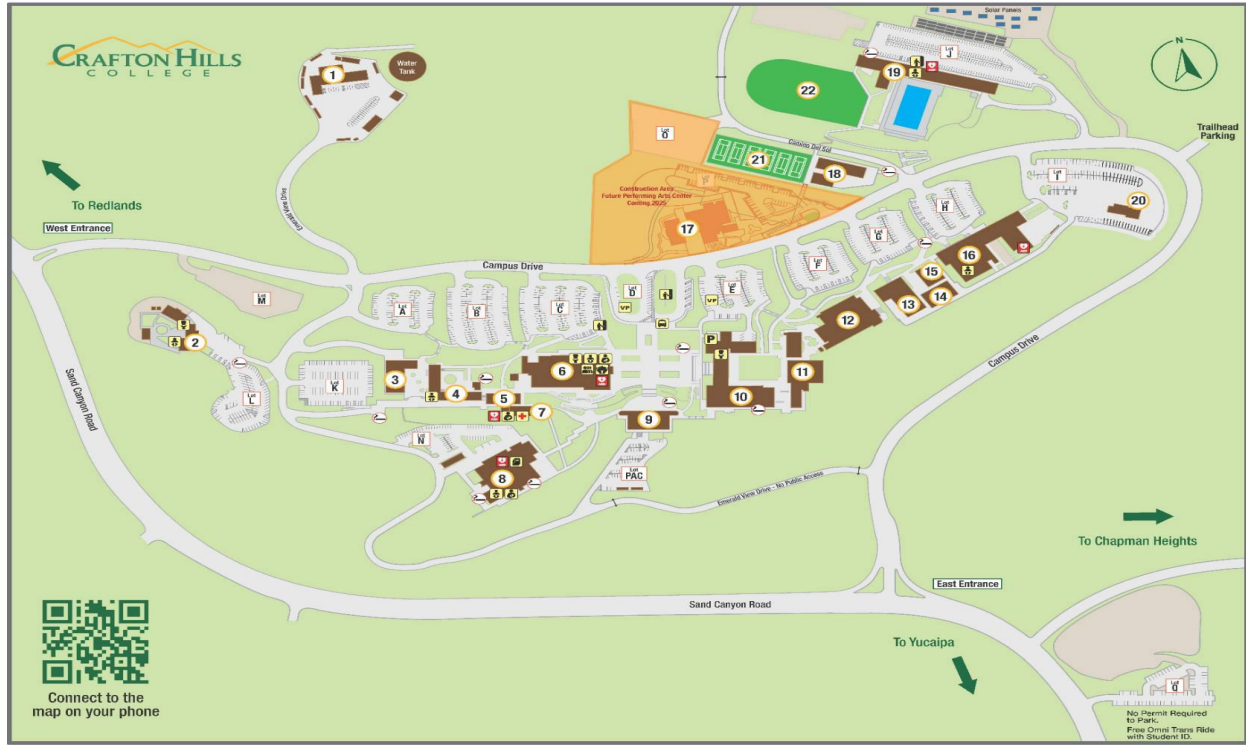 CRAFTON HILLS
COLLEGE
1
Water
Tank
Solar Panels
Lot
J
19
N
22
Lot
O
21
Camino Del Sol
18
Trailhead
Parking
To Redlands
West Entrance
Emerald View Drive
Construction Area
Future Performing Arts Center
Coming 2025
17
Lot
I
20
Lot
H
Lot
G
16
15
14
13
Campus Drive
Lot
M
Lot
A
Lot
B
Lot
C
Lot
D
VP
Lot
E
VP
Lot
F
12
2
Lot
K
3
4
5
6
7
P
11
10
9
Campus Drive
Sand Canyon Road
Lot
L
Lot
N
8
Lot
PAC
Emerald View Drive - No Public Access
To Chapman Heights
East Entrance
Sand Canyon Road
To Yucaipa
Connect to the
map on your phone
Lot
Q
No Permit Required
to Park.
Free Omni Trans Ride
with Student ID.